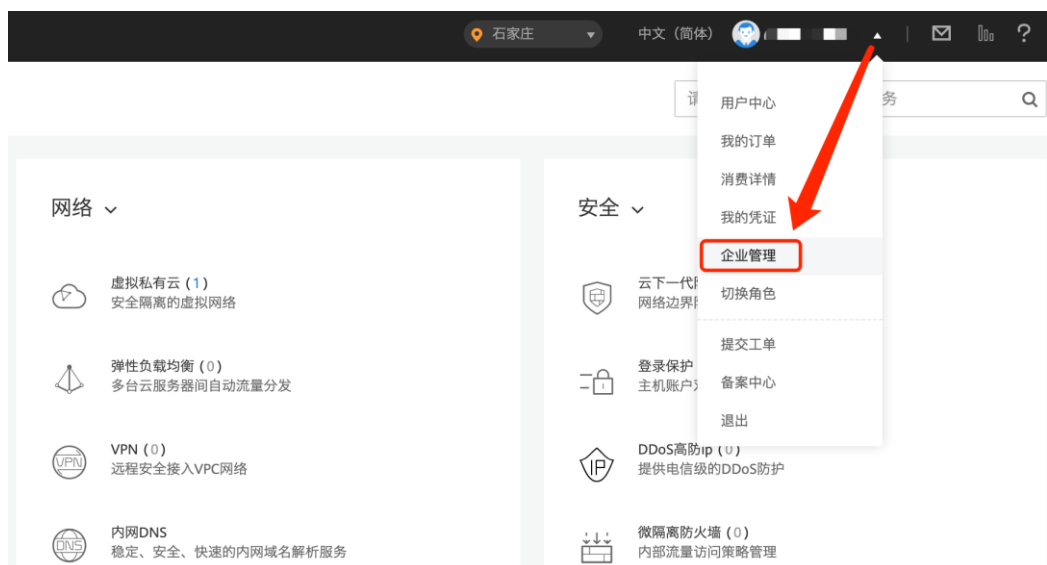 石家庄
中文（简体）
用户中心
我的订单
消费详情
我的凭证
企业管理
切换角色
提交工单
备案中心
退出
网络
虚拟私有云 (1)
安全隔离的虚拟网络
弹性负载均衡 (0)
多台云服务器间自动流量分发
VPN (0)
VPN
远程安全接入VPC网络
内网DNS
DNS
稳定、安全、快速的内网域名解析服务
安全
云下一代
网络边界
登录保护
主机账户
DDoS高防ip (0)
IP
提供电信级的DDoS防护
微隔离防火墙 (0)
内部流量访问策略管理
务